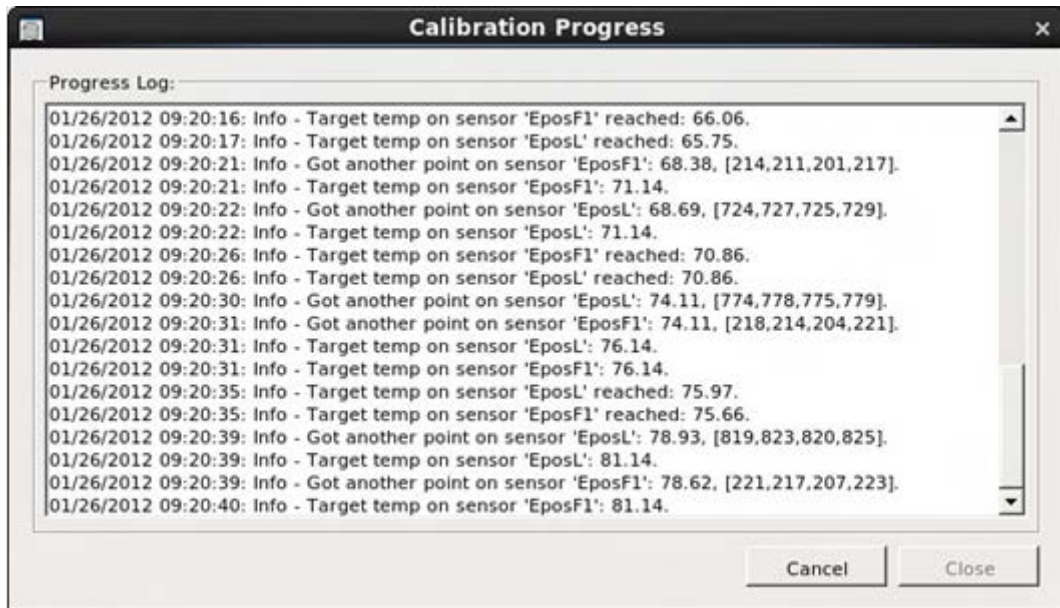 Calibration Progress
Progress Log:
01/26/2012 09:20:16: Info - Target temp on sensor 'EposF1' reached: 66.06.
01/26/2012 09:20:17: Info - Target temp on sensor 'EposL' reached: 65.75.
01/26/2012 09:20:21: Info - Got another point on sensor 'EposF1': 68.38, [214,211,201,217].
01/26/2012 09:20:21: Info - Target temp on sensor 'EposF1': 71.14.
01/26/2012 09:20:22: Info - Got another point on sensor 'EposL': 68.69, [724,727,725,729].
01/26/2012 09:20:22: Info - Target temp on sensor 'EposL': 71.14.
01/26/2012 09:20:26: Info - Target temp on sensor 'EposF1' reached: 70.86.
01/26/2012 09:20:26: Info - Target temp on sensor 'EposL' reached: 70.86.
01/26/2012 09:20:30: Info - Got another point on sensor 'EposL': 74.11, [774,778,775,779].
01/26/2012 09:20:31: Info - Got another point on sensor 'EposF1': 74.11, [218,214,204,221].
01/26/2012 09:20:31: Info - Target temp on sensor 'EposL': 76.14.
01/26/2012 09:20:31: Info - Target temp on sensor 'EposF1': 76.14.
01/26/2012 09:20:35: Info - Target temp on sensor 'EposL' reached: 75.97.
01/26/2012 09:20:35: Info - Target temp on sensor 'EposF1' reached: 75.66.
01/26/2012 09:20:39: Info - Got another point on sensor 'EposL': 78.93, [819,823,820,825].
01/26/2012 09:20:39: Info - Target temp on sensor 'EposL': 81.14.
01/26/2012 09:20:39: Info - Got another point on sensor 'EposF1': 78.62, [221,217,207,223].
01/26/2012 09:20:40: Info - Target temp on sensor 'EposF1': 81.14.
Cancel Close